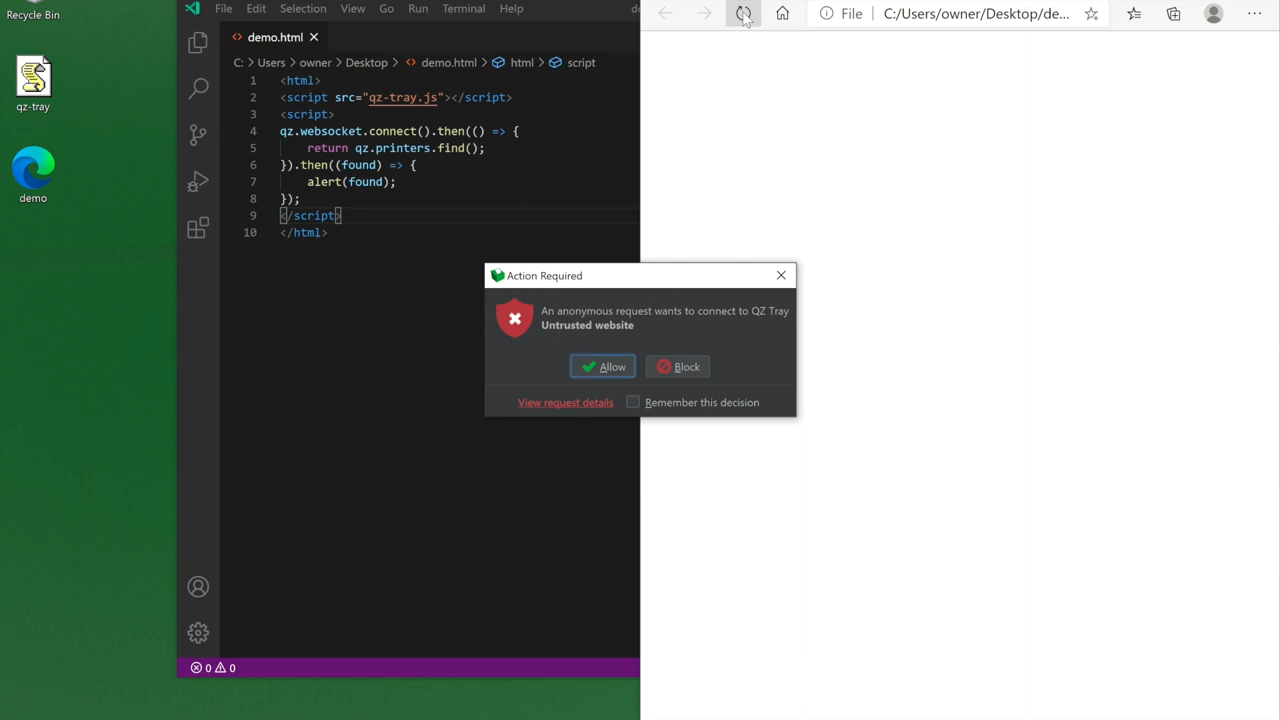 Recycle Bin
qz-tray
demo
File Edit Selection View Go Run Terminal Help de
demo.html
C: > Users > owner > Desktop > demo.html > html > script
1 <html>
2 <script src="qz-tray.js"></script>
3 <script>
4 qz.websocket.connect().then(() => {
5 return qz.printers.find();
6 }).then((found) => {
7 alert(found);
8 });
9 </script>
10 </html>
0 0
File C:/Users/owner/Desktop/de...
Action Required
An anonymous request wants to connect to QZ Tray
Untrusted website
Allow Block
View request details Remember this decision